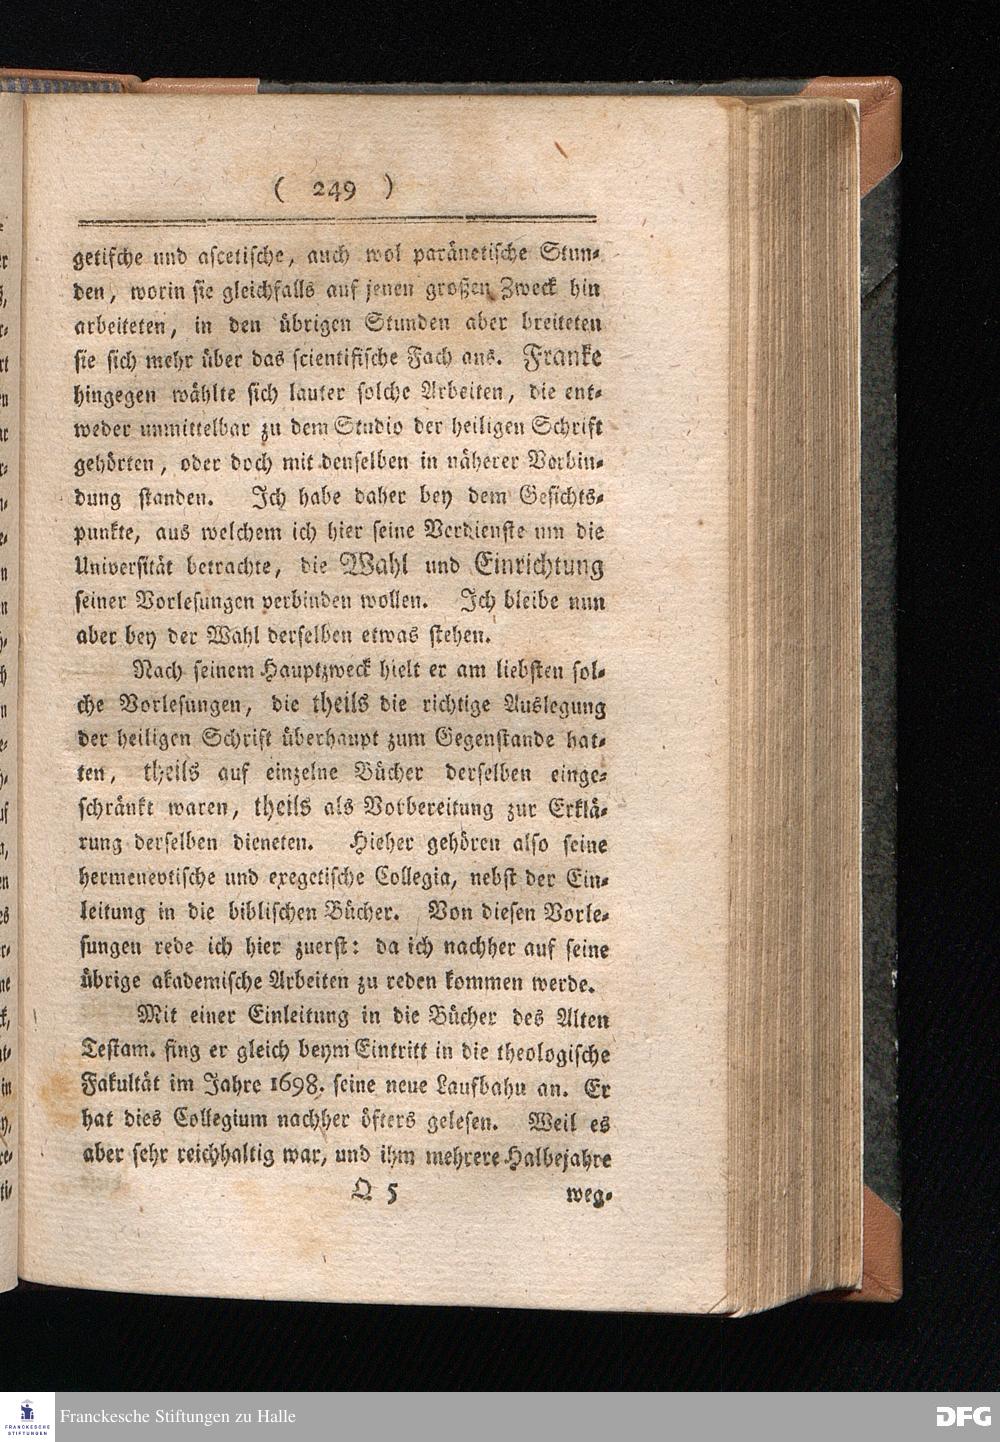 ( 249 )
getische und ascetische, auch wol paränetische Stun-
den, worin sie gleichfalls auf jenen großen Zweck hin
arbeiteten, in den übrigen Stunden aber breiteten
sie sich mehr über das scientifische Fach aus. Franke
hingegen wählte sich lauter solche Arbeiten, die ent-
weder unmittelbar zu dem Studio der heiligen Schrift
gehörten, oder doch mit denselben in näherer Verbin-
dung standen. Ich habe daher bey dem Gesichts-
punkte, aus welchem ich hier seine Verdienste um die
Universität betrachte, die Wahl und Einrichtung
seiner Vorlesungen verbinden wollen. Ich bleibe nun
aber bey der Wahl derselben etwas stehen.
Nach seinem Hauptzweck hielt er am liebsten sol-
che Vorlesungen, die theils die richtige Auslegung
der heiligen Schrift überhaupt zum Gegenstande hat-
ten, theils auf einzelne Bücher derselben einge-
schränkt waren, theils als Vorbereitung zur Erklä-
rung derselben dieneten. Hieher gehören also seine
hermenevtische und exegetische Collegia, nebst der Ein-
leitung in die biblischen Bücher. Von diesen Vorle-
sungen rede ich hier zuerst: da ich nachher auf seine
übrige akademische Arbeiten zu reden kommen werde.
Mit einer Einleitung in die Bücher des Alten
Testam. fing er gleich beym Eintritt in die theologische
Fakultät im Jahre 1698. seine neue Laufbahn an. Er
hat dies Collegium nachher öfters gelesen. Weil es
aber sehr reichhaltig war, und ihm mehrere Halbejahre
Q 5 weg-
Franckesche Stiftungen zu Halle
FRANCKESCHE
STIFTUNGEN
DFG